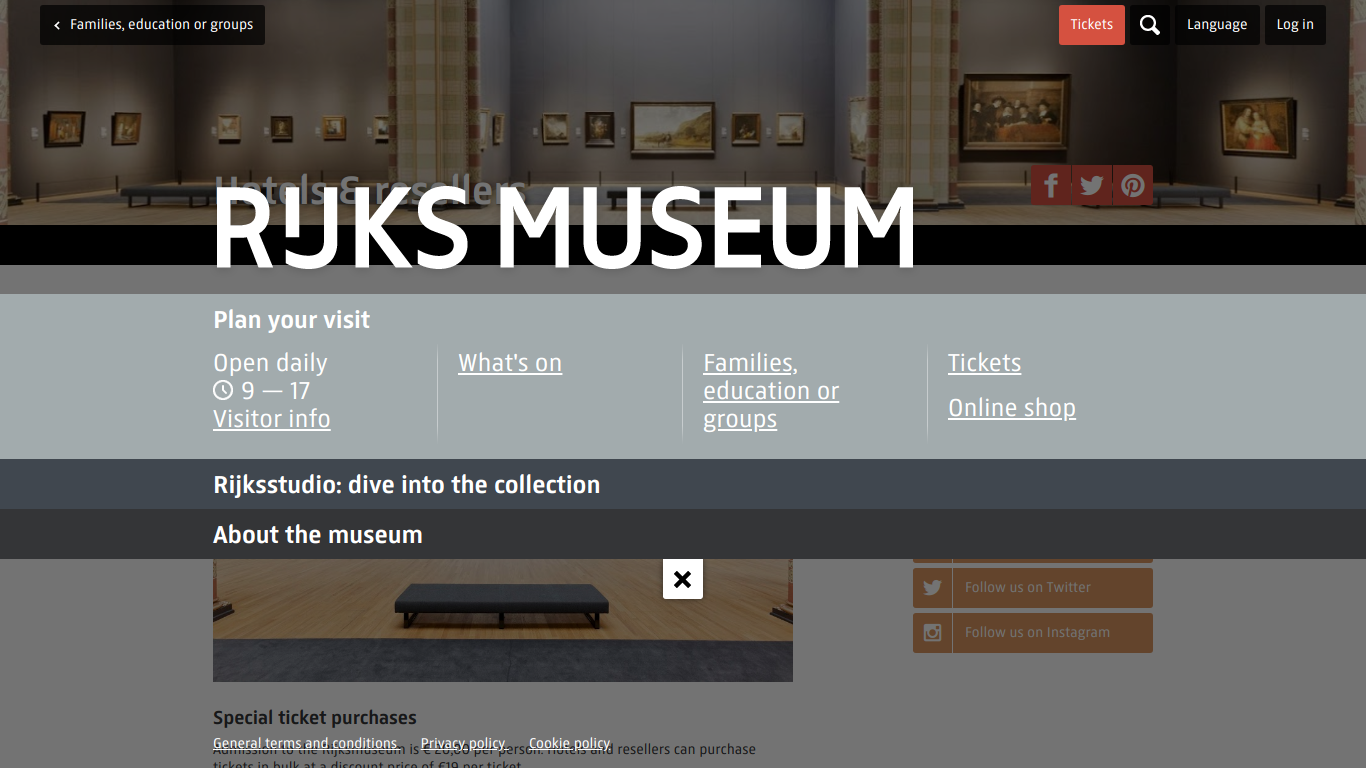 Families, education or groups
Tickets
Language
Log in
Hotels & resellers
RIJKS MUSEUM
Plan your visit
Open daily
9 — 17
Visitor info
What's on
Families,
education or
groups
Tickets
Online shop
Rijksstudio: dive into the collection
About the museum
Follow us on Twitter
Follow us on Instagram
Special ticket purchases
General terms and conditions
Privacy policy
Cookie policy
Admission to the Rijksmuseum is € 20,00 per person. Hotels and resellers can purchase
tickets in bulk at a discount price of €19 per ticket.